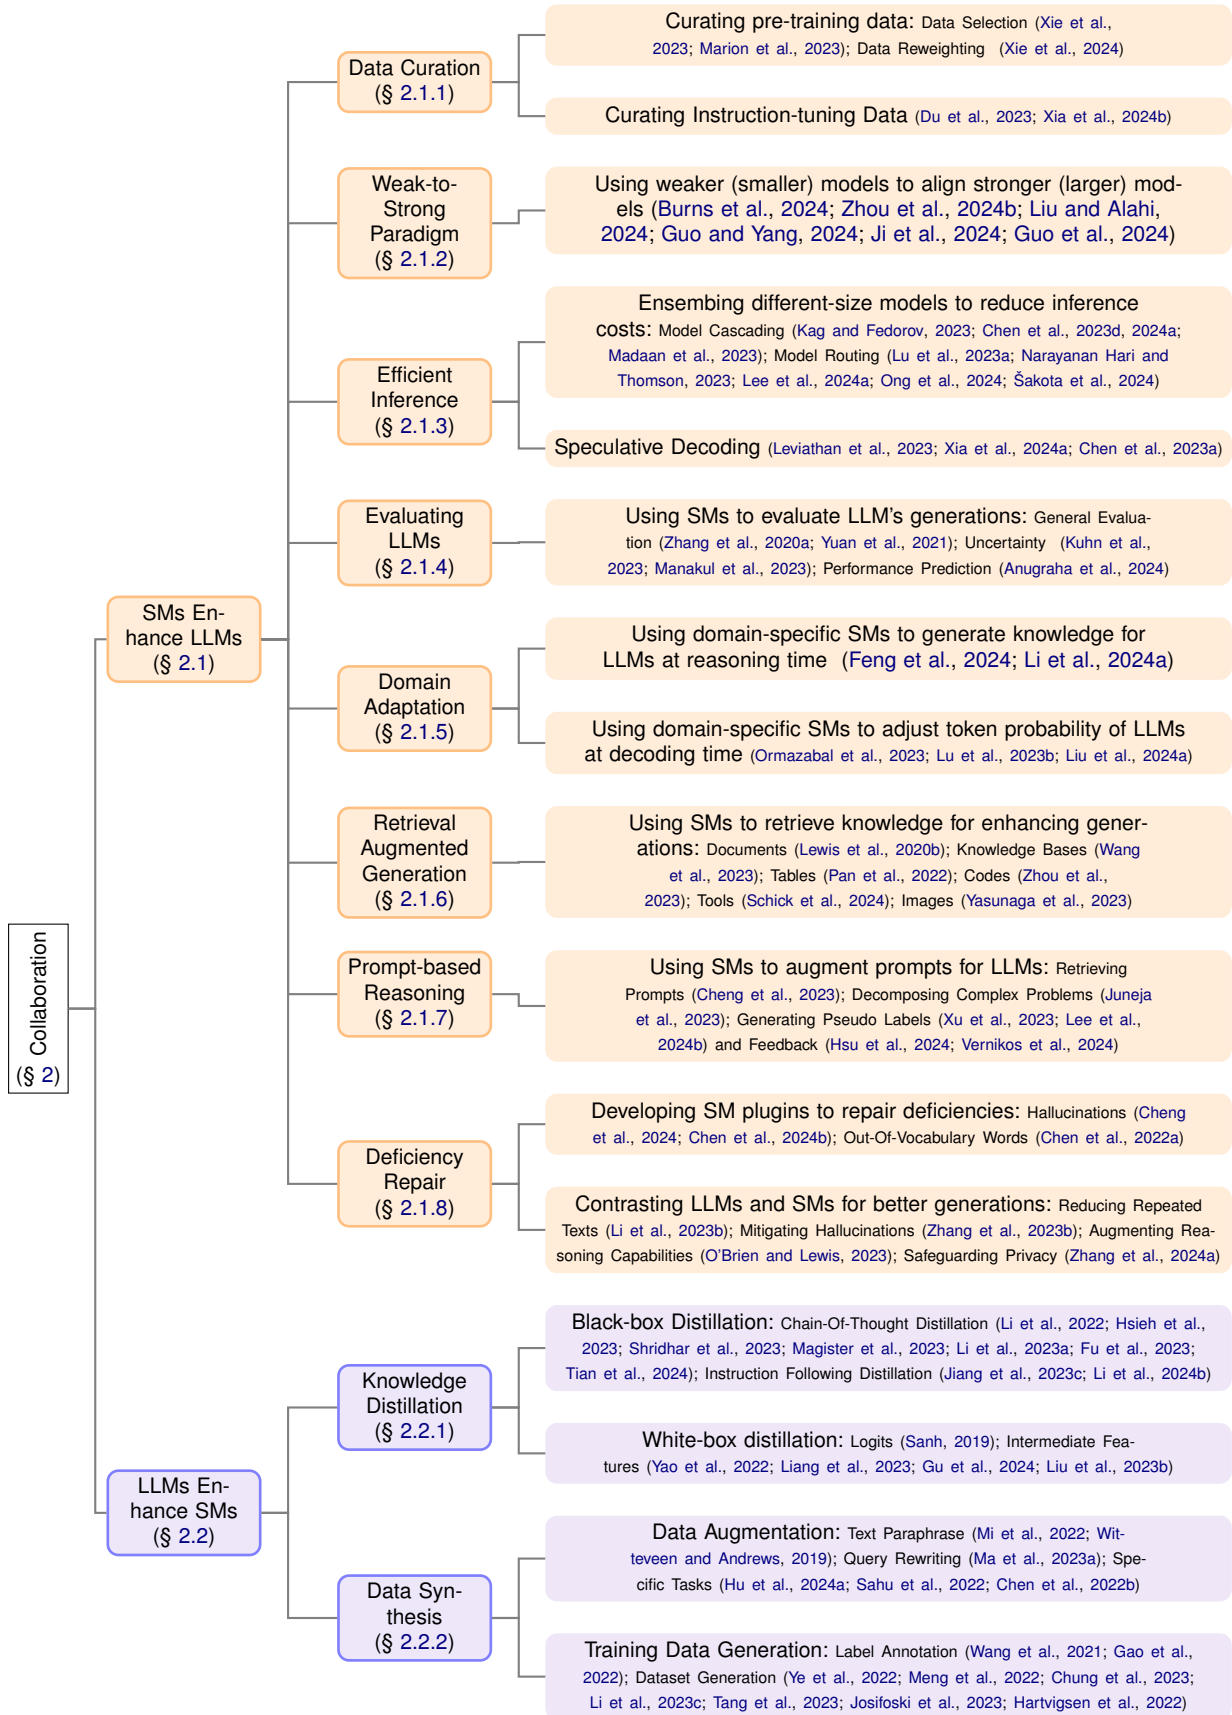 Collaboration
(§ 2)
SMs En-
hance LLMs
(§ 2.1)
Data Curation
(§ 2.1.1)
Curating pre-training data: Data Selection (Xie et al.,
2023; Marion et al., 2023); Data Reweighting (Xie et al., 2024)
Curating Instruction-tuning Data (Du et al., 2023; Xia et al., 2024b)
Weak-to-
Strong
Paradigm
(§ 2.1.2)
Using weaker (smaller) models to align stronger (larger) mod-
els (Burns et al., 2024; Zhou et al., 2024b; Liu and Alahi,
2024; Guo and Yang, 2024; Ji et al., 2024; Guo et al., 2024)
Efficient
Inference
(§ 2.1.3)
Ensembing different-size models to reduce inference
costs: Model Cascading (Kag and Fedorov, 2023; Chen et al., 2023d, 2024a;
Madaan et al., 2023); Model Routing (Lu et al., 2023a; Narayanan Hari and
Thomson, 2023; Lee et al., 2024a; Ong et al., 2024; Šakota et al., 2024)
Speculative Decoding (Leviathan et al., 2023; Xia et al., 2024a; Chen et al., 2023a)
Evaluating
LLMs
(§ 2.1.4)
Using SMs to evaluate LLM's generations: General Evalua-
tion (Zhang et al., 2020a; Yuan et al., 2021); Uncertainty (Kuhn et al.,
2023; Manakul et al., 2023); Performance Prediction (Anugraha et al., 2024)
Domain
Adaptation
(§ 2.1.5)
Using domain-specific SMs to generate knowledge for
LLMs at reasoning time (Feng et al., 2024; Li et al., 2024a)
Using domain-specific SMs to adjust token probability of LLMs
at decoding time (Ormazabal et al., 2023; Lu et al., 2023b; Liu et al., 2024a)
Retrieval
Augmented
Generation
(§ 2.1.6)
Using SMs to retrieve knowledge for enhancing gener-
ations: Documents (Lewis et al., 2020b); Knowledge Bases (Wang
et al., 2023); Tables (Pan et al., 2022); Codes (Zhou et al.,
2023); Tools (Schick et al., 2024); Images (Yasunaga et al., 2023)
Prompt-based
Reasoning
(§ 2.1.7)
Using SMs to augment prompts for LLMs: Retrieving
Prompts (Cheng et al., 2023); Decomposing Complex Problems (Juneja
et al., 2023); Generating Pseudo Labels (Xu et al., 2023; Lee et al.,
2024b) and Feedback (Hsu et al., 2024; Vernikos et al., 2024)
Deficiency
Repair
(§ 2.1.8)
Developing SM plugins to repair deficiencies: Hallucinations (Cheng
et al., 2024; Chen et al., 2024b); Out-Of-Vocabulary Words (Chen et al., 2022a)
Contrasting LLMs and SMs for better generations: Reducing Repeated
Texts (Li et al., 2023b); Mitigating Hallucinations (Zhang et al., 2023b); Augmenting Rea-
soning Capabilities (O'Brien and Lewis, 2023); Safeguarding Privacy (Zhang et al., 2024a)
LLMs En-
hance SMs
(§ 2.2)
Knowledge
Distillation
(§ 2.2.1)
Black-box Distillation: Chain-Of-Thought Distillation (Li et al., 2022; Hsieh et al.,
2023; Shridhar et al., 2023; Magister et al., 2023; Li et al., 2023a; Fu et al., 2023;
Tian et al., 2024); Instruction Following Distillation (Jiang et al., 2023c; Li et al., 2024b)
White-box distillation: Logits (Sanh, 2019); Intermediate Fea-
tures (Yao et al., 2022; Liang et al., 2023; Gu et al., 2024; Liu et al., 2023b)
Data Syn-
thesis
(§ 2.2.2)
Data Augmentation: Text Paraphrase (Mi et al., 2022; Wit-
teveen and Andrews, 2019); Query Rewriting (Ma et al., 2023a); Spe-
cific Tasks (Hu et al., 2024a; Sahu et al., 2022; Chen et al., 2022b)
Training Data Generation: Label Annotation (Wang et al., 2021; Gao et al.,
2022); Dataset Generation (Ye et al., 2022; Meng et al., 2022; Chung et al., 2023;
Li et al., 2023c; Tang et al., 2023; Josifoski et al., 2023; Hartvigsen et al., 2022)